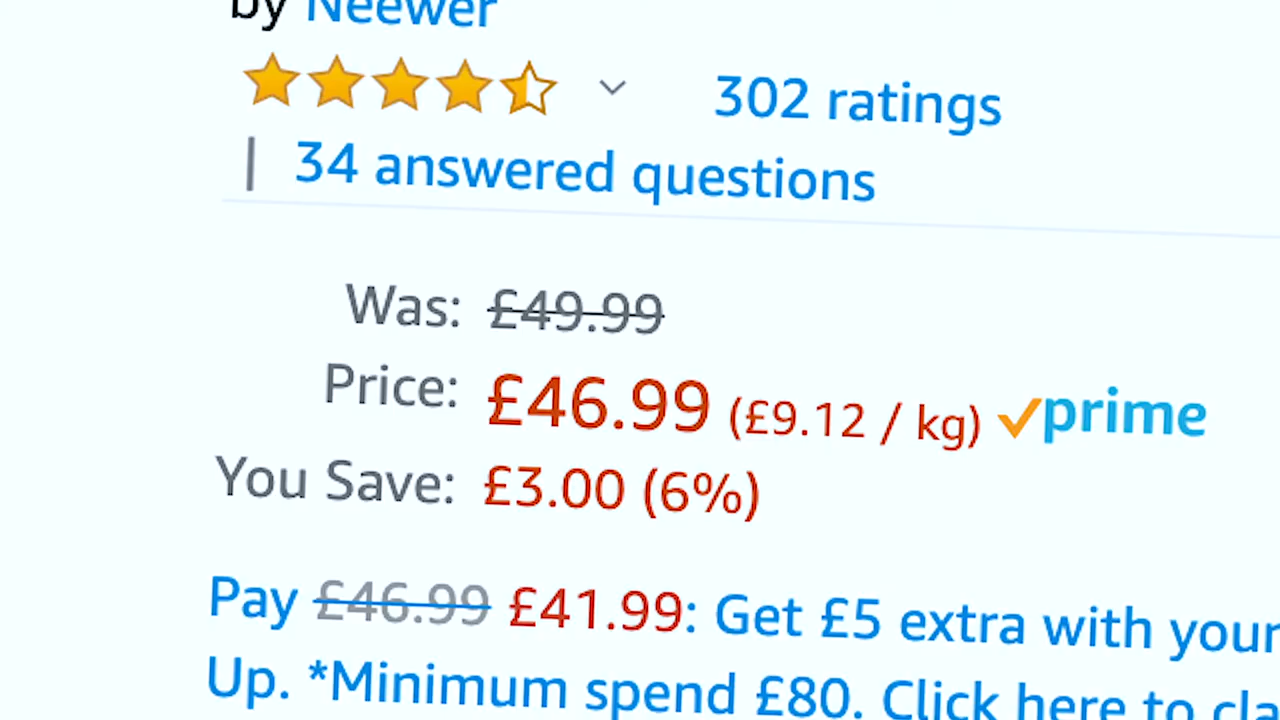 by Neewer
302 ratings
| 34 answered questions
Was: £49.99
Price: £46.99 (£9.12 / kg) prime
You Save: £3.00 (6%)
Pay £46.99 £41.99: Get £5 extra with your
Up. *Minimum spend £80. Click here to cla